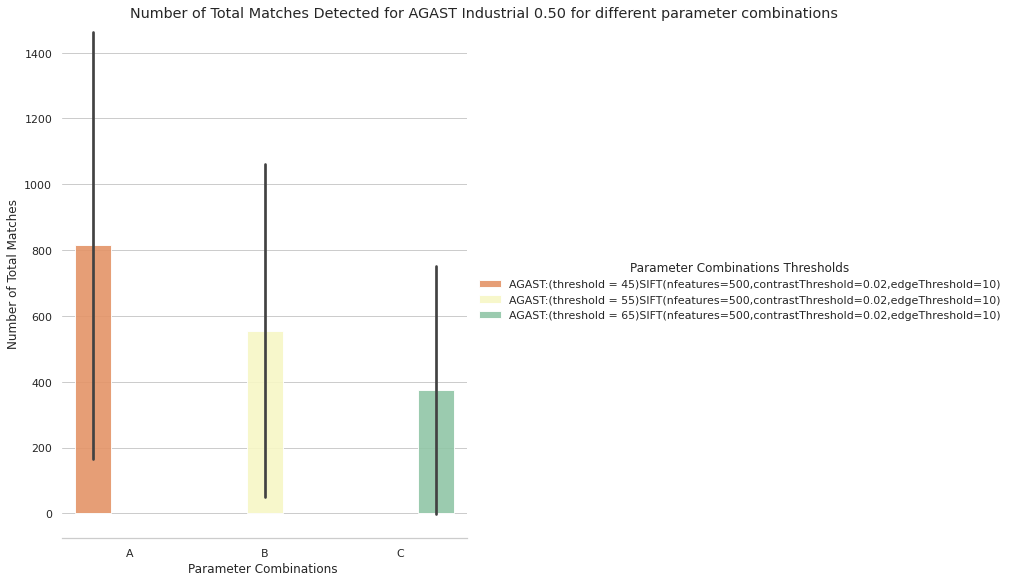 Number of Total Matches Detected for AGAST Industrial 0.50 for different parameter combinations
1400
1200
1000
800
600
400
200
0
Number of Total Matches
A B C
Parameter Combinations
Parameter Combinations Thresholds
AGAST:(threshold = 45)SIFT(nfeatures=500,contrastThreshold=0.02,edgeThreshold=10)
AGAST:(threshold = 55)SIFT(nfeatures=500,contrastThreshold=0.02,edgeThreshold=10)
AGAST:(threshold = 65)SIFT(nfeatures=500,contrastThreshold=0.02,edgeThreshold=10)